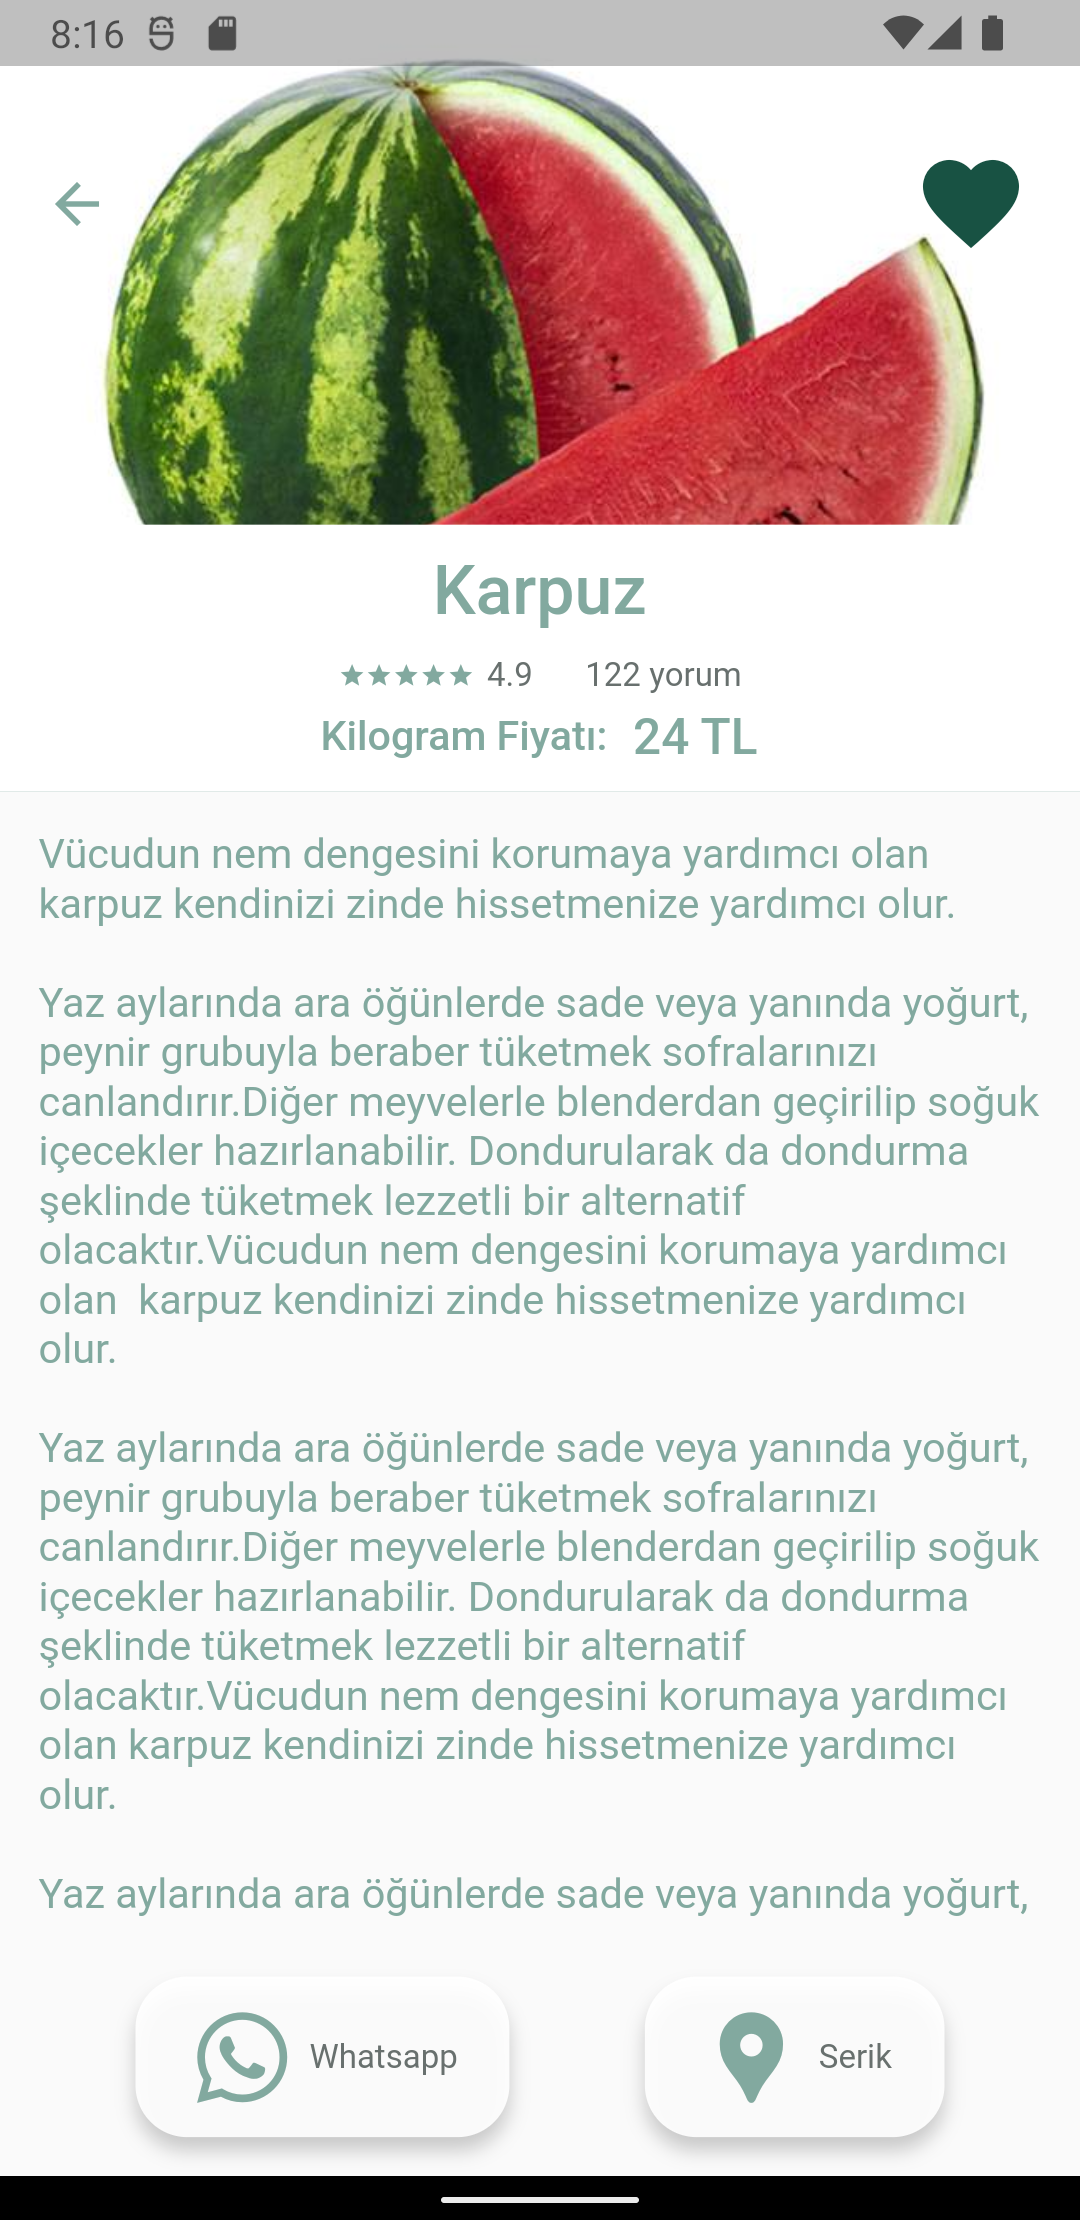 8:16
Karpuz
4.9 122 yorum
Kilogram Fiyatı: 24 TL
Vücudun nem dengesini korumaya yardımcı olan
karpuz kendinizi zinde hissetmenize yardımcı olur.
Yaz aylarında ara öğünlerde sade veya yanında yoğurt,
peynir grubuyla beraber tüketmek sofralarınızı
canlandırır.Diğer meyvelerle blenderdan geçirilip soğuk
içecekler hazırlanabilir. Dondurularak da dondurma
şeklinde tüketmek lezzetli bir alternatif
olacaktır.Vücudun nem dengesini korumaya yardımcı
olan  karpuz kendinizi zinde hissetmenize yardımcı
olur.
Yaz aylarında ara öğünlerde sade veya yanında yoğurt,
peynir grubuyla beraber tüketmek sofralarınızı
canlandırır.Diğer meyvelerle blenderdan geçirilip soğuk
içecekler hazırlanabilir. Dondurularak da dondurma
şeklinde tüketmek lezzetli bir alternatif
olacaktır.Vücudun nem dengesini korumaya yardımcı
olan karpuz kendinizi zinde hissetmenize yardımcı
olur.
Yaz aylarında ara öğünlerde sade veya yanında yoğurt,
Whatsapp
Serik